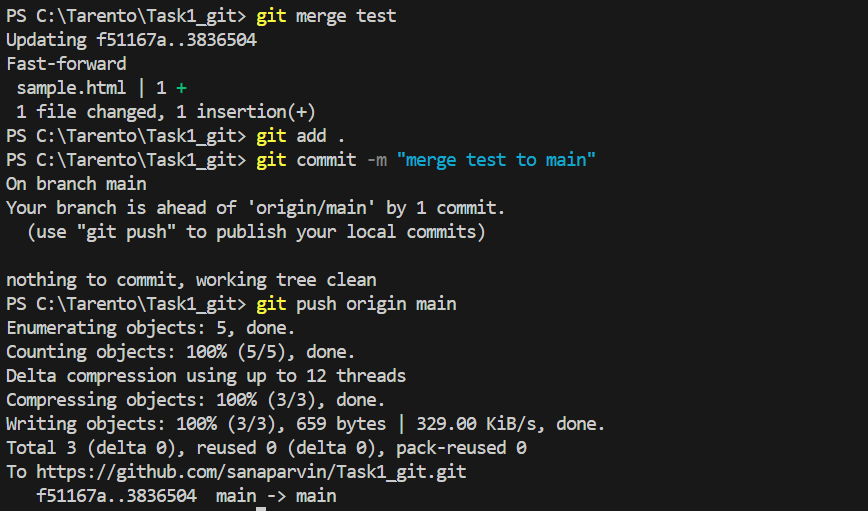 PS C:\Tarento\Task1_git> git merge test
Updating f51167a..3836504
Fast-forward
 sample.html | 1 +
 1 file changed, 1 insertion(+)
PS C:\Tarento\Task1_git> git add .
PS C:\Tarento\Task1_git> git commit -m "merge test to main"
On branch main
Your branch is ahead of 'origin/main' by 1 commit.
  (use "git push" to publish your local commits)

nothing to commit, working tree clean
PS C:\Tarento\Task1_git> git push origin main
Enumerating objects: 5, done.
Counting objects: 100% (5/5), done.
Delta compression using up to 12 threads
Compressing objects: 100% (3/3), done.
Writing objects: 100% (3/3), 659 bytes | 329.00 KiB/s, done.
Total 3 (delta 0), reused 0 (delta 0), pack-reused 0
To https://github.com/sanaparvin/Task1_git.git
   f51167a..3836504  main -> main